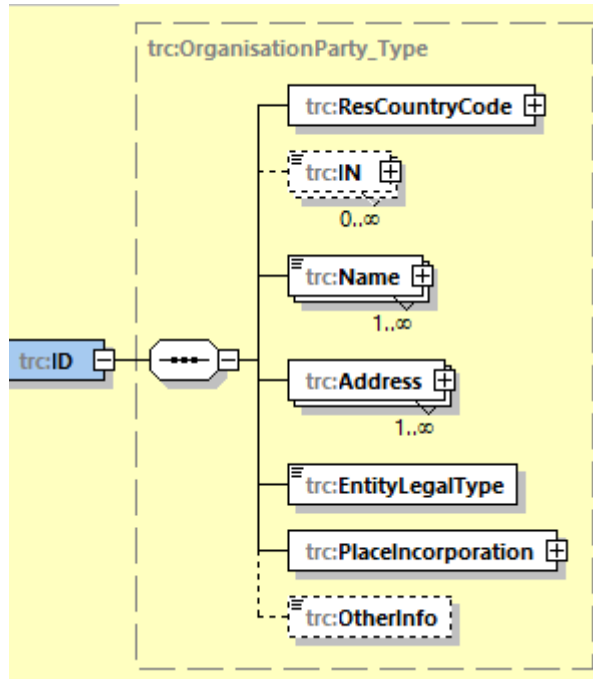 trc:OrganisationParty_Type
trc:ResCountryCode
trc:IN
0..∞
trc:Name
1..∞
trc:ID
trc:Address
1..∞
trc:EntityLegalType
trc:PlaceIncorporation
trc:OtherInfo